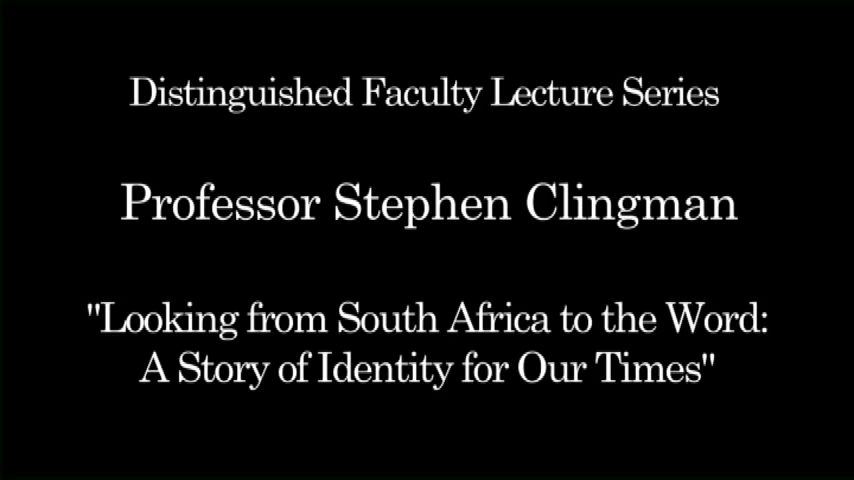 Distinguished Faculty Lecture Series
Professor Stephen Clingman
"Looking from South Africa to the Word:
A Story of Identity for Our Times"